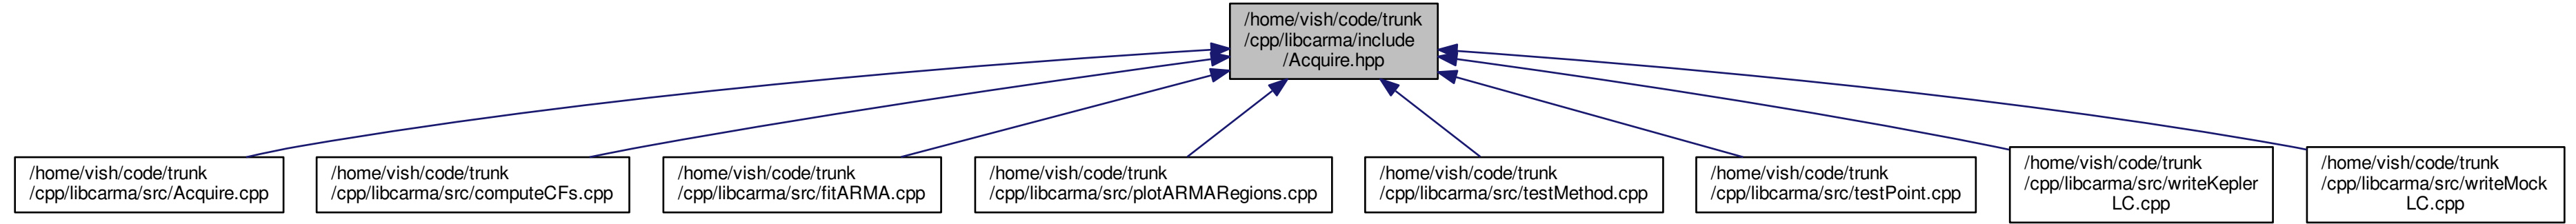 /home/vish/code/trunk
/cpp/libcarma/include
/Acquire.hpp
/home/vish/code/trunk
/cpp/libcarma/src/Acquire.cpp
/home/vish/code/trunk
/cpp/libcarma/src/computeCFs.cpp
/home/vish/code/trunk
/cpp/libcarma/src/fitARMA.cpp
/home/vish/code/trunk
/cpp/libcarma/src/plotARMARegions.cpp
/home/vish/code/trunk
/cpp/libcarma/src/testMethod.cpp
/home/vish/code/trunk
/cpp/libcarma/src/testPoint.cpp
/home/vish/code/trunk
/cpp/libcarma/src/writeKepler
LC.cpp
/home/vish/code/trunk
/cpp/libcarma/src/writeMock
LC.cpp